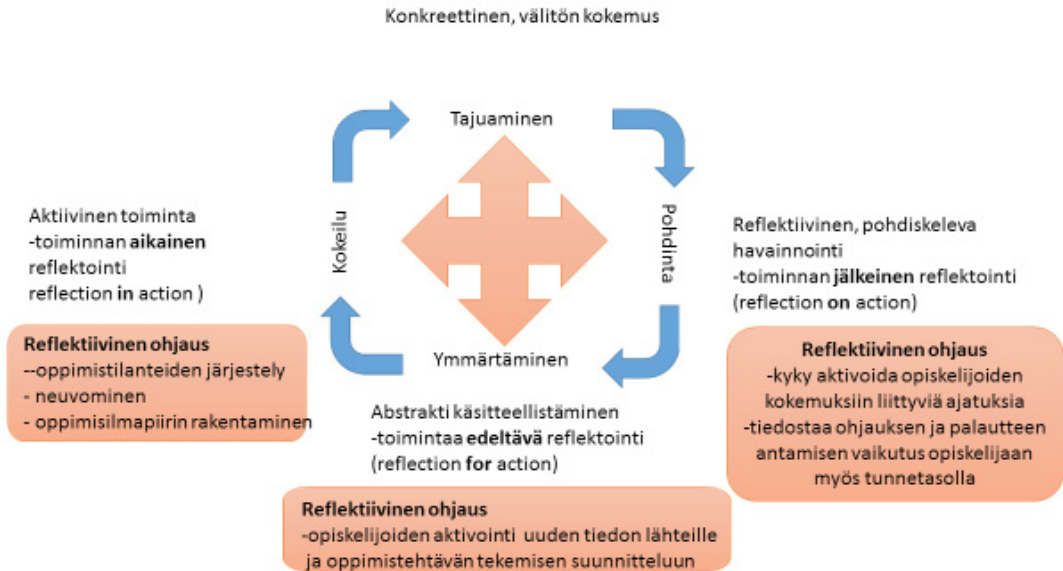 Konkreettinen, välitön kokemus
Tajuaminen
Kokeilu
Pohdinta
Ymmärtäminen
Aktiivinen toiminta
-toiminnan aikainen
reflektointi
reflection in action )
Reflektiivinen ohjaus
--oppimistilanteiden järjestely
- neuvominen
- oppimisilmapiirin rakentaminen
Abstrakti käsitteellistäminen
-toimintaa edeltävä reflektointi
(reflection for action)
Reflektiivinen ohjaus
-opiskelijoiden aktivointi uuden tiedon lähteille
ja oppimistehtävän tekemisen suunnitteluun
Reflektiivinen, pohdiskeleva
havainnointi
-toiminnan jälkeinen reflektointi
(reflection on action)
Reflektiivinen ohjaus
-kyky aktivoida opiskelijoiden
kokemuksiin liittyviä ajatuksia
-tiedostaa ohjauksen ja palautteen
antamisen vaikutus opiskelijaan
myös tunnetasolla